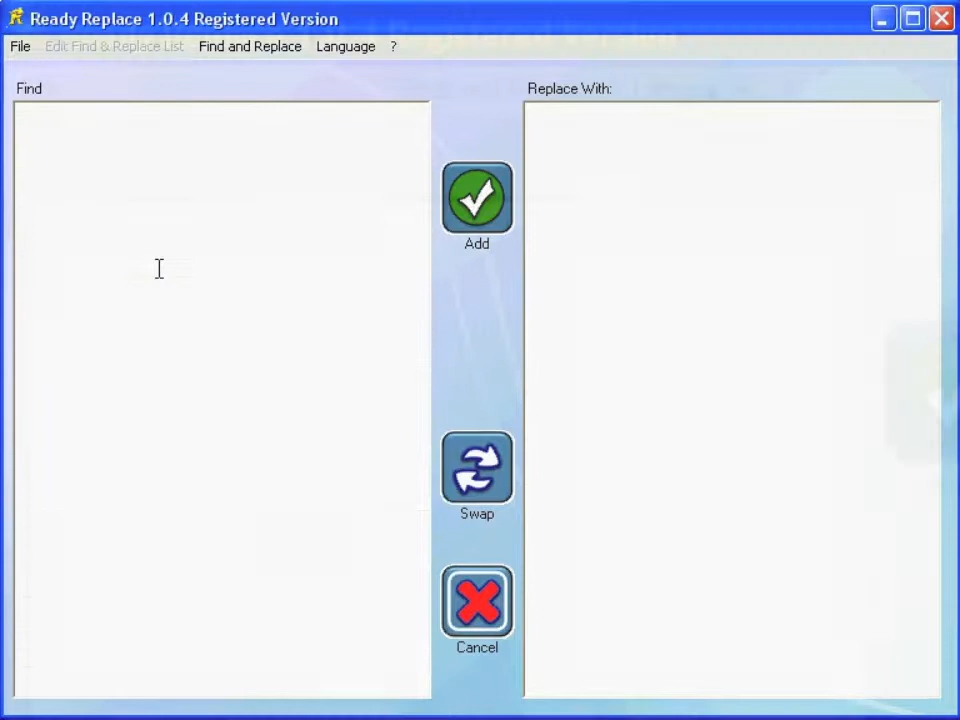 Ready Replace 1.0.4 Registered Version
File Edit Find & Replace List Find and Replace Language ?
Find
Replace With:
Add
Swap
Cancel